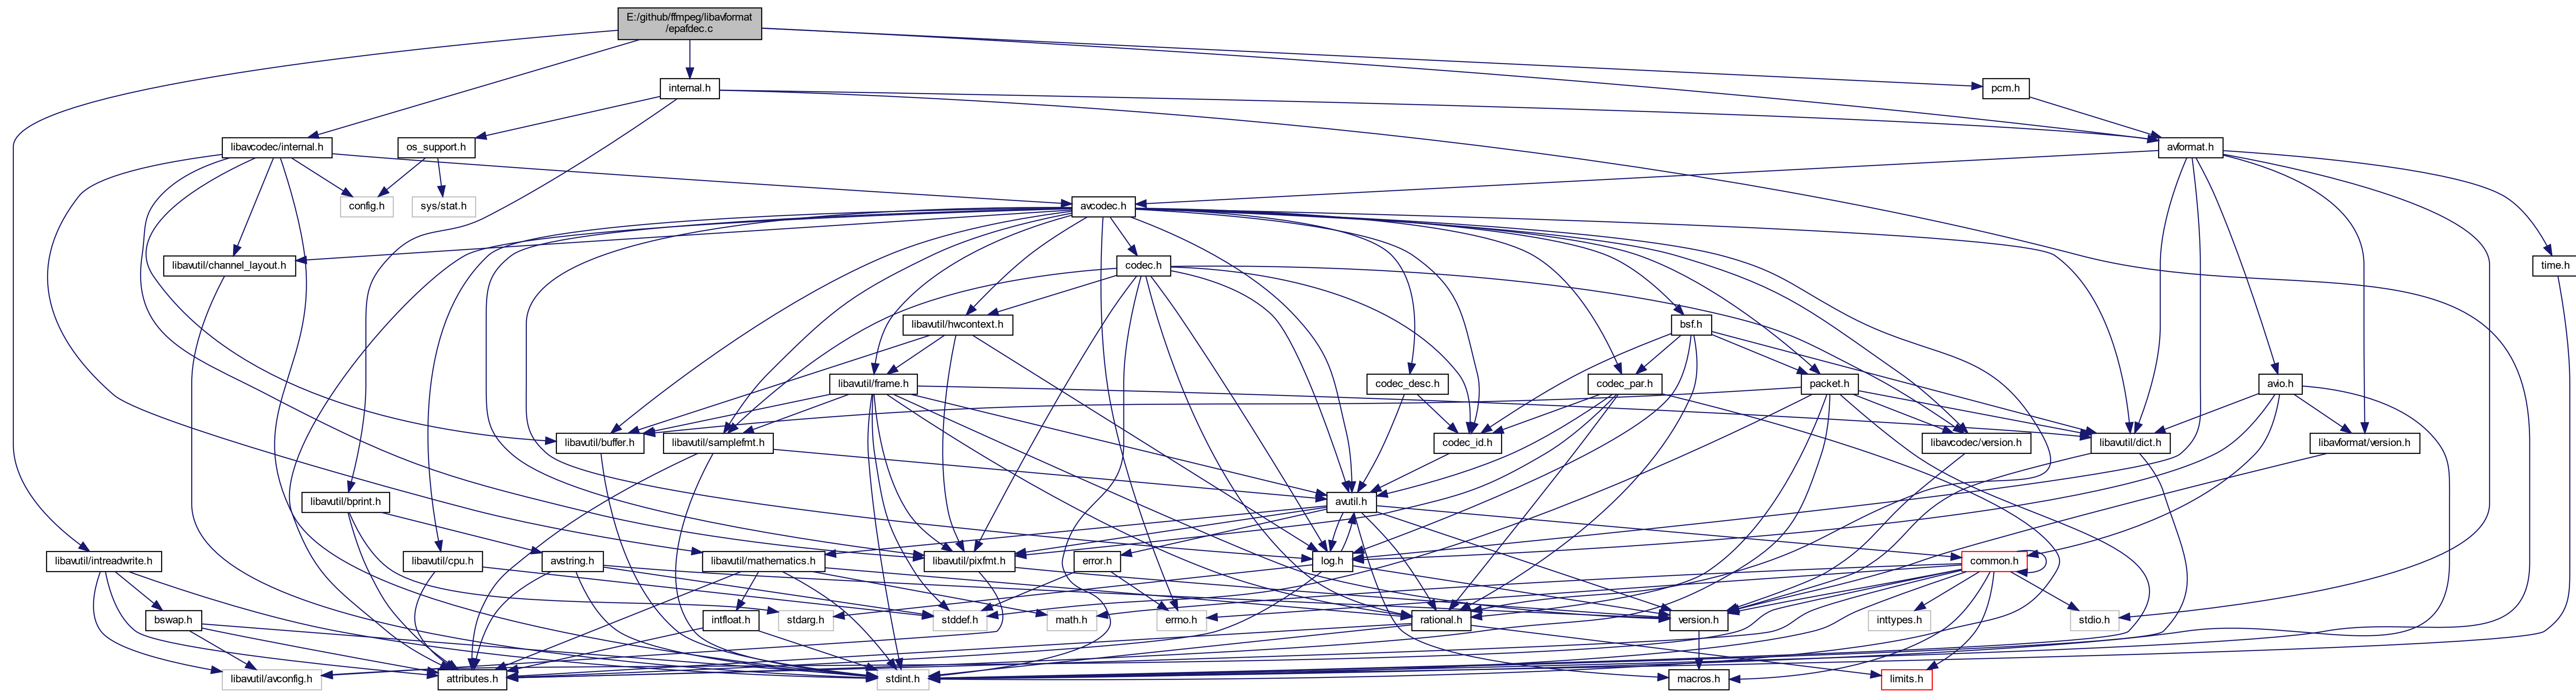 E:/github/ffmpeg/libavformat
/epafdec.c
internal.h
pcm.h
libavcodec/internal.h
os_support.h
avformat.h
config.h
sys/stat.h
avcodec.h
libavutil/channel_layout.h
codec.h
time.h
libavutil/hwcontext.h
bsf.h
libavutil/frame.h
codec_desc.h
codec_par.h
packet.h
avio.h
libavutil/buffer.h
libavutil/samplefmt.h
codec_id.h
libavcodec/version.h
libavutil/dict.h
libavformat/version.h
libavutil/bprint.h
avutil.h
libavutil/intreadwrite.h
libavutil/cpu.h
avstring.h
libavutil/mathematics.h
libavutil/pixfmt.h
error.h
log.h
common.h
bswap.h
intfloat.h
stdarg.h
stddef.h
math.h
errno.h
rational.h
version.h
inttypes.h
stdio.h
libavutil/avconfig.h
attributes.h
stdint.h
macros.h
limits.h